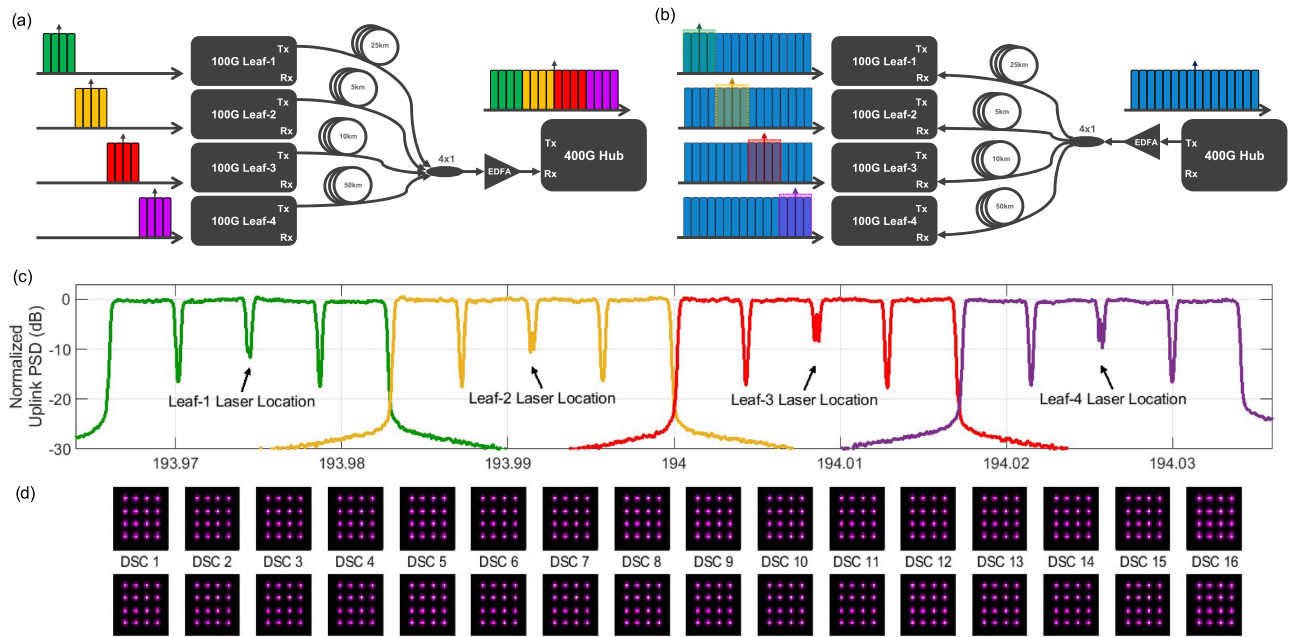 (a)
Tx
100G Leaf-1
Rx
25km
Tx
100G Leaf-2
Rx
5km
Tx
100G Leaf-3
Rx
10km
Tx
100G Leaf-4
Rx
50km
4x1
EDFA
Tx
400G Hub
Rx
(b)
Tx
100G Leaf-1
Rx
25km
Tx
100G Leaf-2
Rx
5km
Tx
100G Leaf-3
Rx
10km
Tx
100G Leaf-4
Rx
50km
4x1
EDFA
Tx
400G Hub
Rx
(c)
Normalized
Uplink PSD (dB)
0
-10
-20
-30
Leaf-1 Laser Location
Leaf-2 Laser Location
Leaf-3 Laser Location
Leaf-4 Laser Location
193.97 193.98 193.99 194 194.01 194.02 194.03
(d)
DSC 1 DSC 2 DSC 3 DSC 4 DSC 5 DSC 6 DSC 7 DSC 8 DSC 9 DSC 10 DSC 11 DSC 12 DSC 13 DSC 14 DSC 15 DSC 16